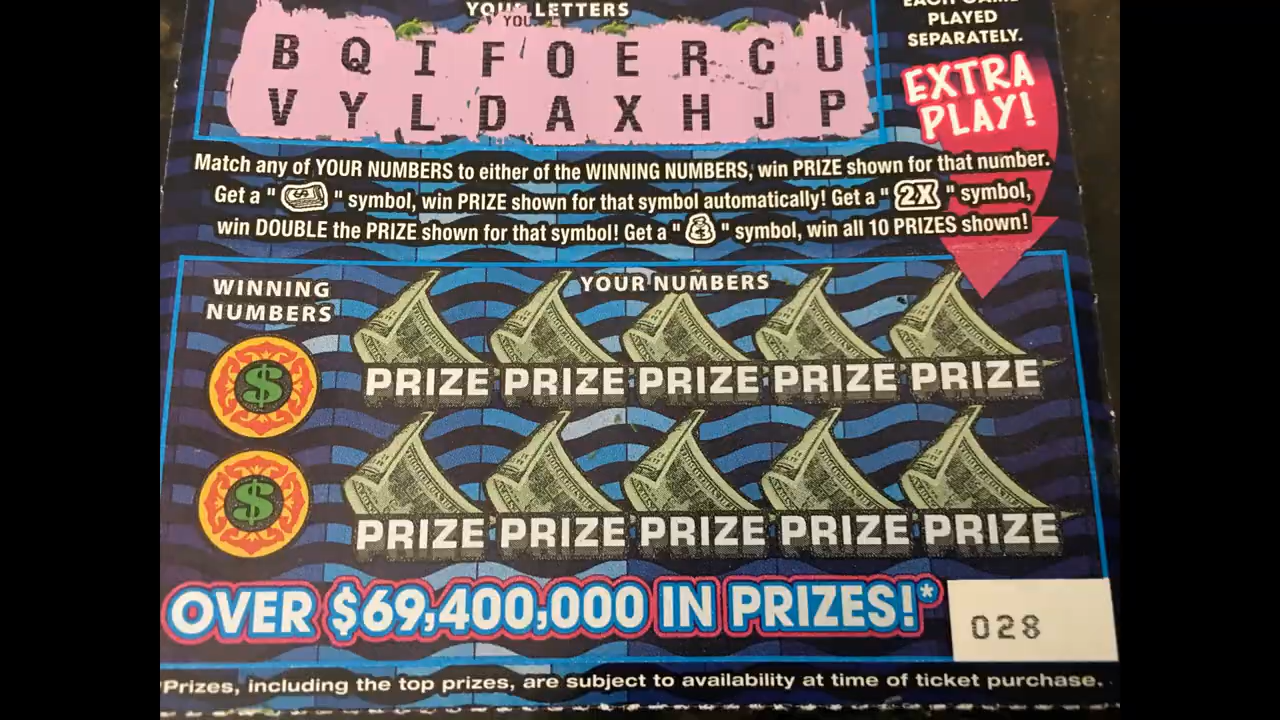 YOUR LETTERS
YOU
B Q I F O E R C U
V Y L D A X H J P
EACH GAME
PLAYED
SEPARATELY.
EXTRA
PLAY!
Match any of YOUR NUMBERS to either of the WINNING NUMBERS, win PRIZE shown for that number.
Get a " " symbol, win PRIZE shown for that symbol automatically! Get a " 2X " symbol,
win DOUBLE the PRIZE shown for that symbol! Get a " $ " symbol, win all 10 PRIZES shown!
WINNING
NUMBERS
YOUR NUMBERS
$
PRIZE PRIZE PRIZE PRIZE PRIZE
$
PRIZE PRIZE PRIZE PRIZE PRIZE
OVER $69,400,000 IN PRIZES!*
028
*Prizes, including the top prizes, are subject to availability at time of ticket purchase.